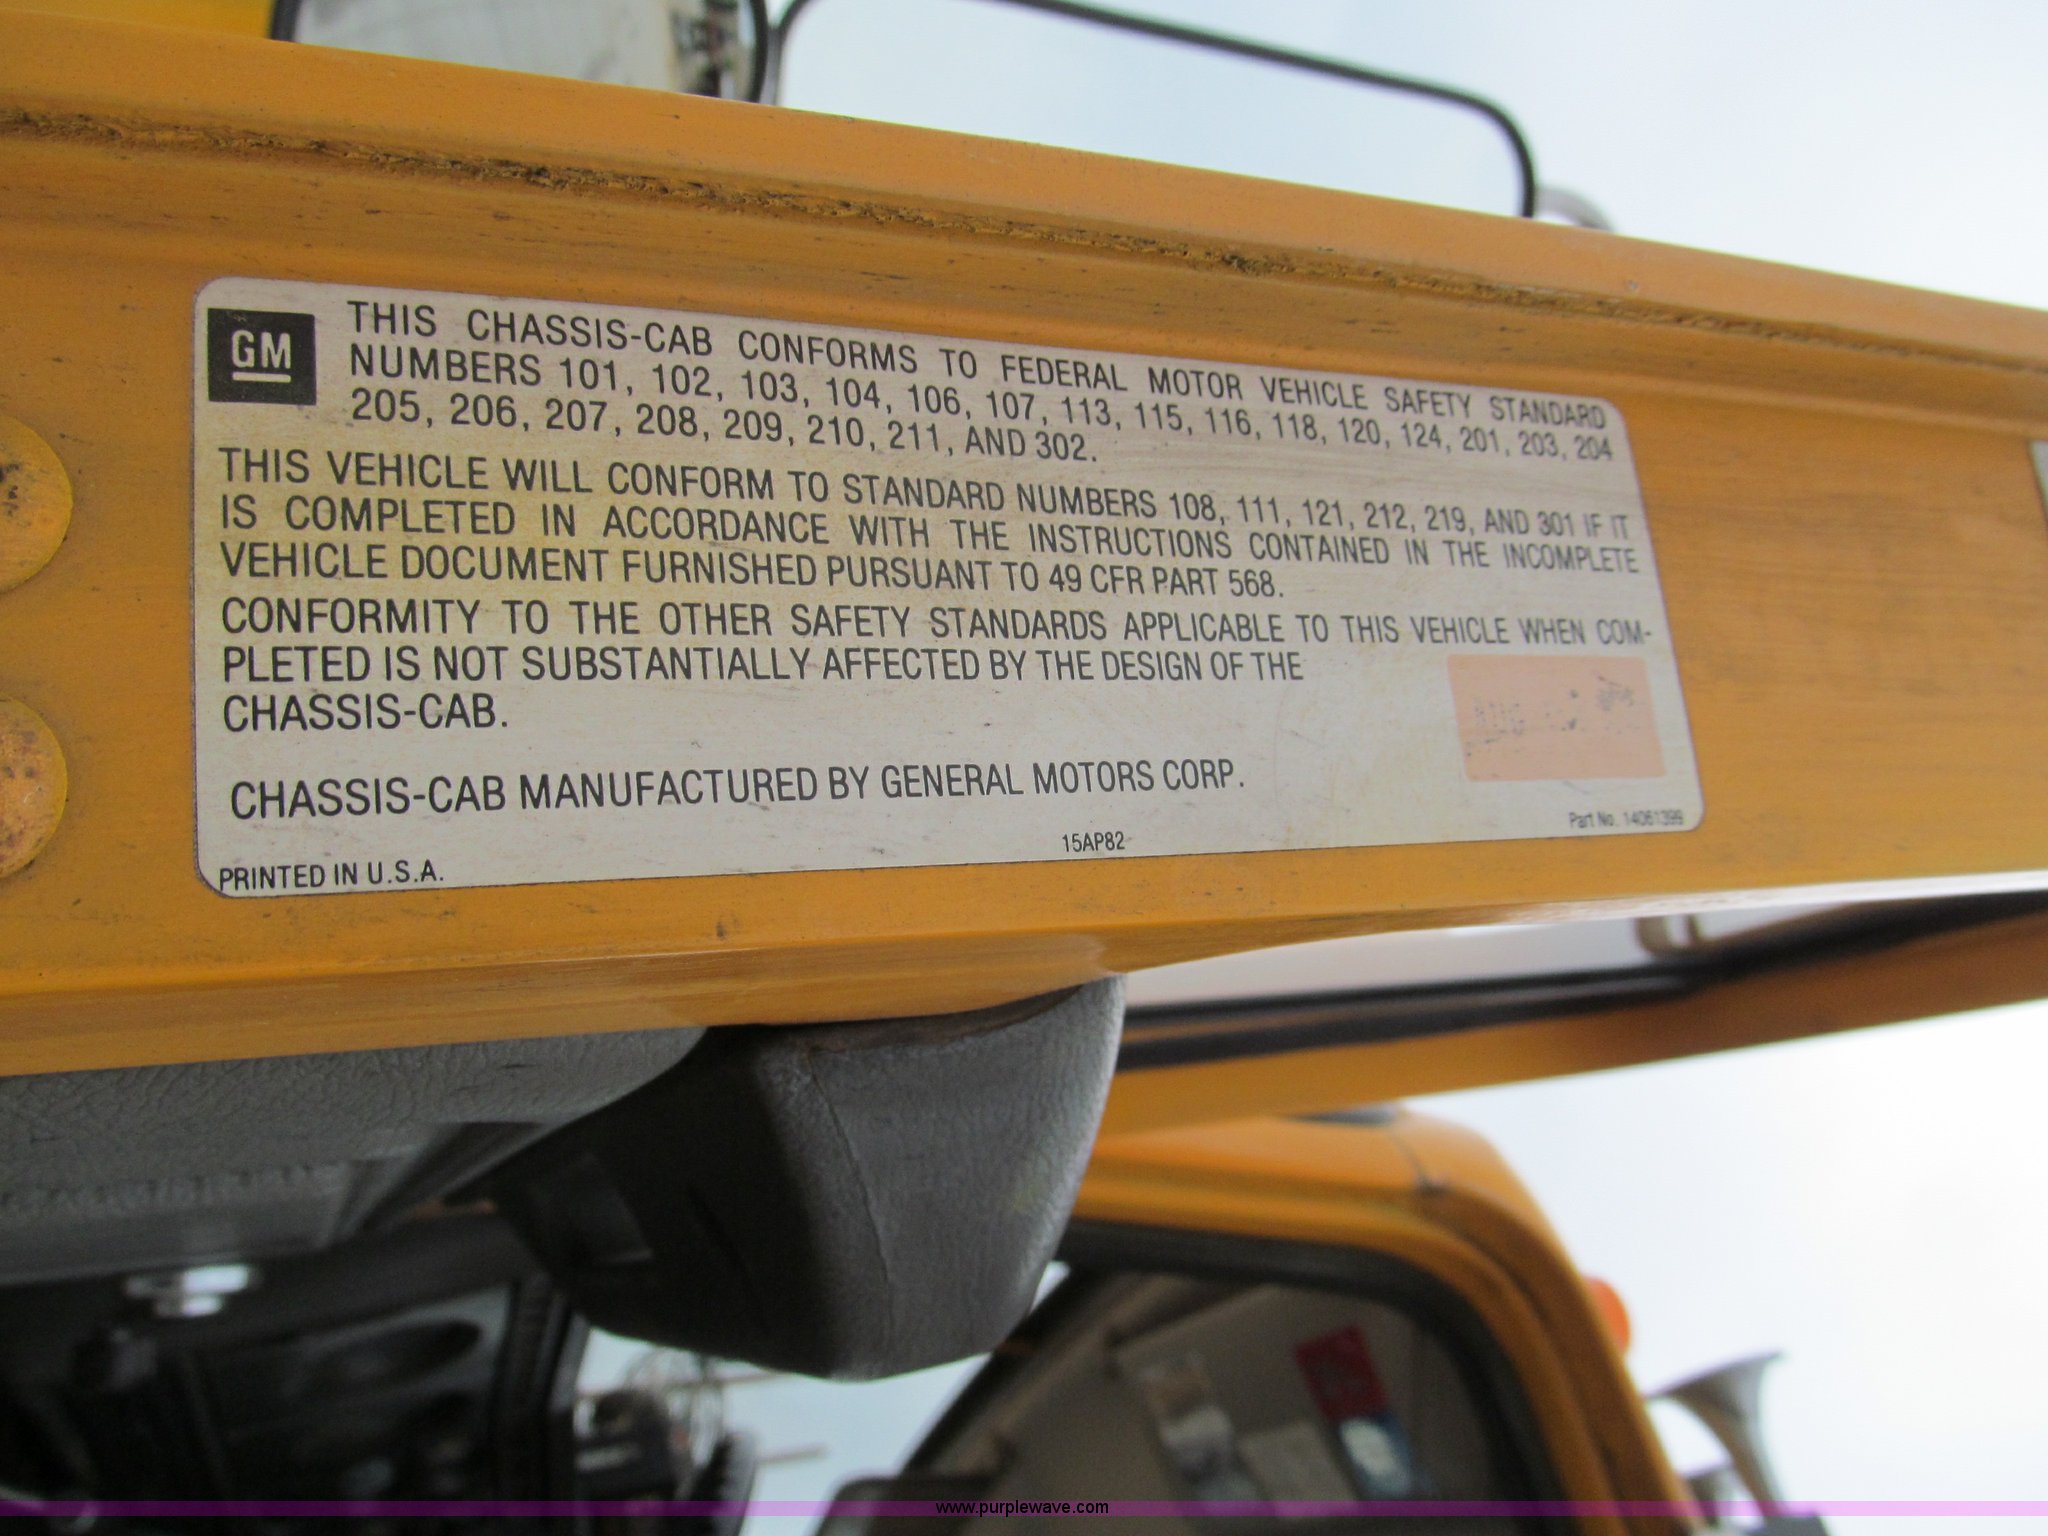 GM
THIS CHASSIS-CAB CONFORMS TO FEDERAL MOTOR VEHICLE SAFETY STANDARD
NUMBERS 101, 102, 103, 104, 106, 107, 113, 115, 116, 118, 120, 124, 201, 203, 204
205, 206, 207, 208, 209, 210, 211, AND 302.
THIS VEHICLE WILL CONFORM TO STANDARD NUMBERS 108, 111, 121, 212, 219, AND 301 IF IT
IS COMPLETED IN ACCORDANCE WITH THE INSTRUCTIONS CONTAINED IN THE INCOMPLETE
VEHICLE DOCUMENT FURNISHED PURSUANT TO 49 CFR PART 568.
CONFORMITY TO THE OTHER SAFETY STANDARDS APPLICABLE TO THIS VEHICLE WHEN COM-
PLETED IS NOT SUBSTANTIALLY AFFECTED BY THE DESIGN OF THE
CHASSIS-CAB.
CHASSIS-CAB MANUFACTURED BY GENERAL MOTORS CORP.
PRINTED IN U.S.A.
15AP82
Part No. 14061399
www.purplewave.com